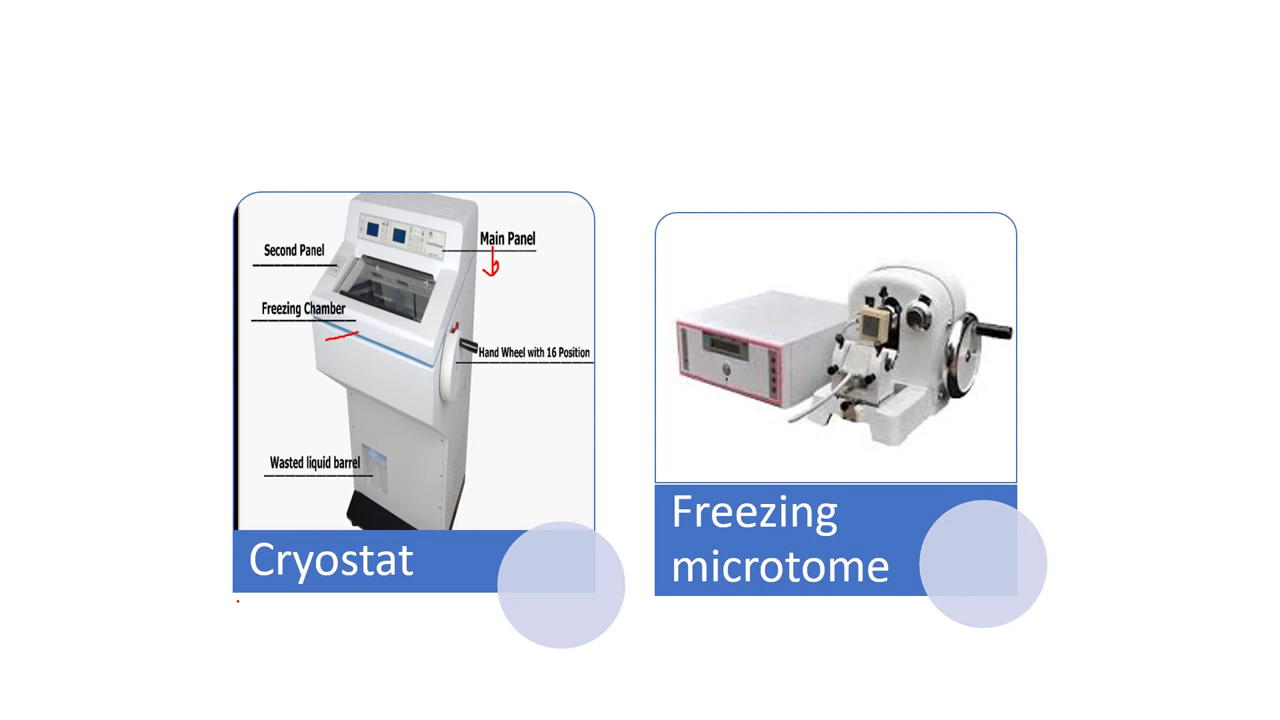 Second Panel
Main Panel
Freezing Chamber
Hand Wheel with 16 Position
Wasted liquid barrel
Cryostat
Freezing
microtome